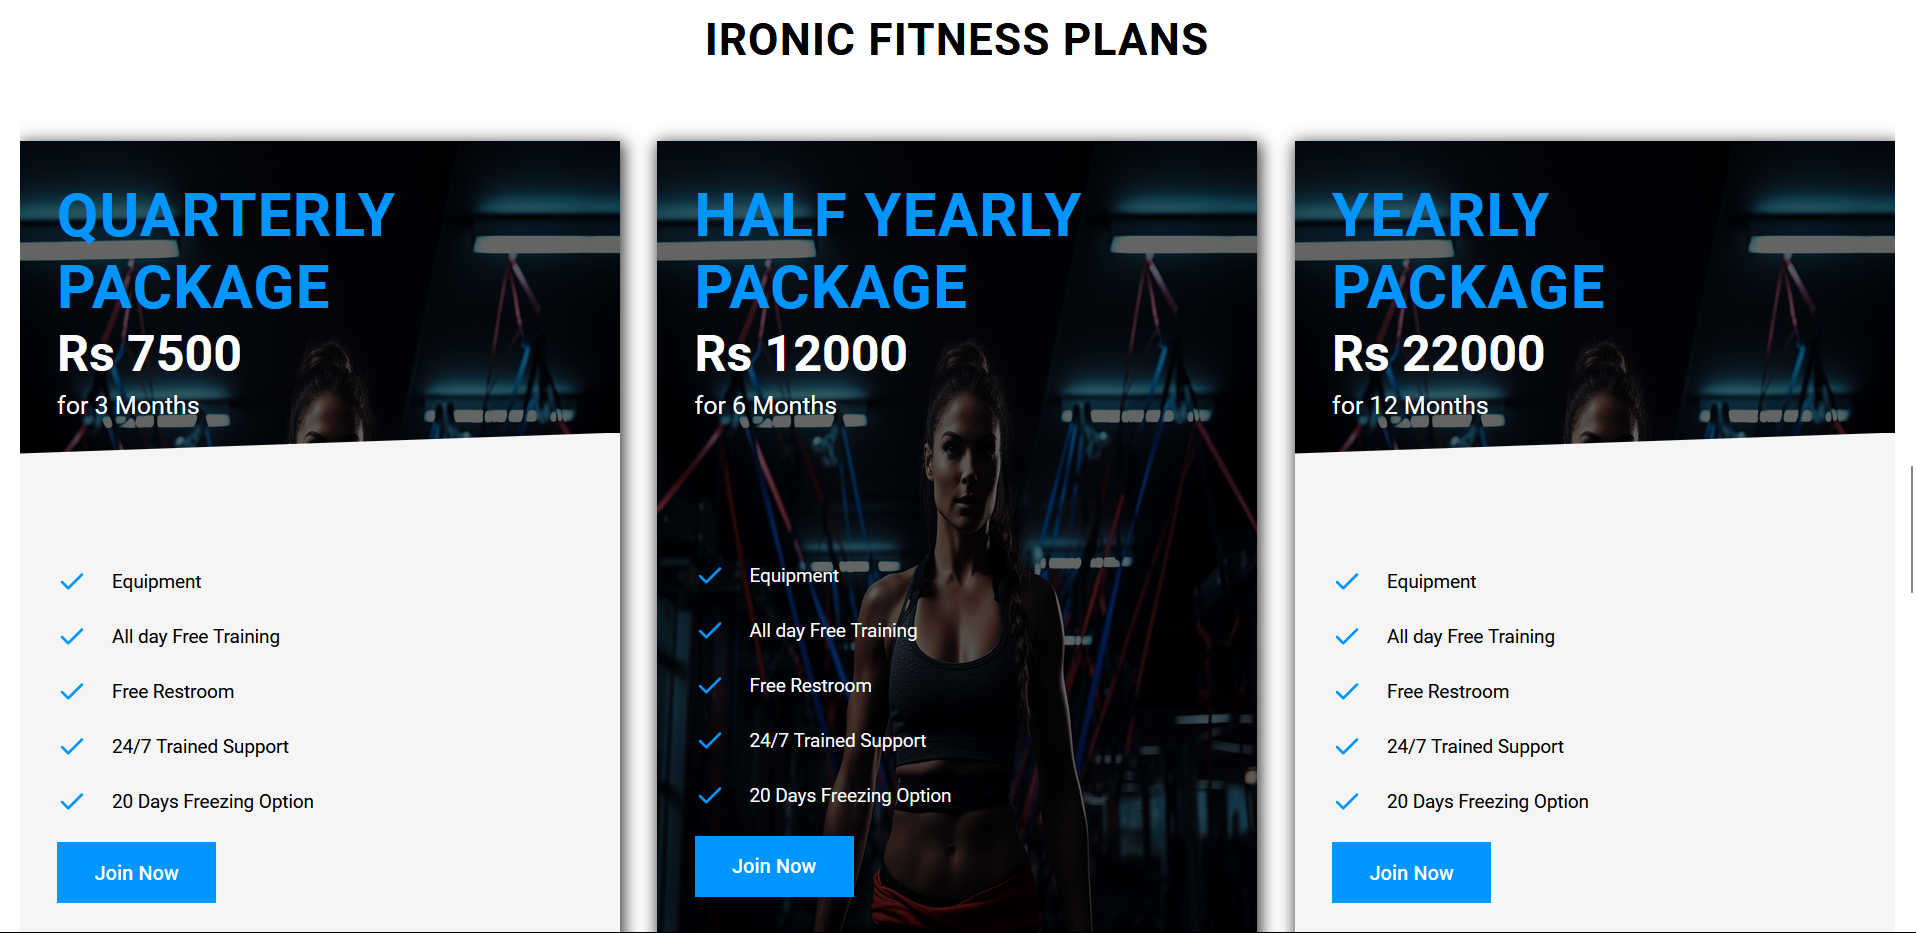 IRONIC FITNESS PLANS
QUARTERLY
PACKAGE
Rs 7500
for 3 Months
Equipment
All day Free Training
Free Restroom
24/7 Trained Support
20 Days Freezing Option
Join Now
HALF YEARLY
PACKAGE
Rs 12000
for 6 Months
Equipment
All day Free Training
Free Restroom
24/7 Trained Support
20 Days Freezing Option
Join Now
YEARLY
PACKAGE
Rs 22000
for 12 Months
Equipment
All day Free Training
Free Restroom
24/7 Trained Support
20 Days Freezing Option
Join Now